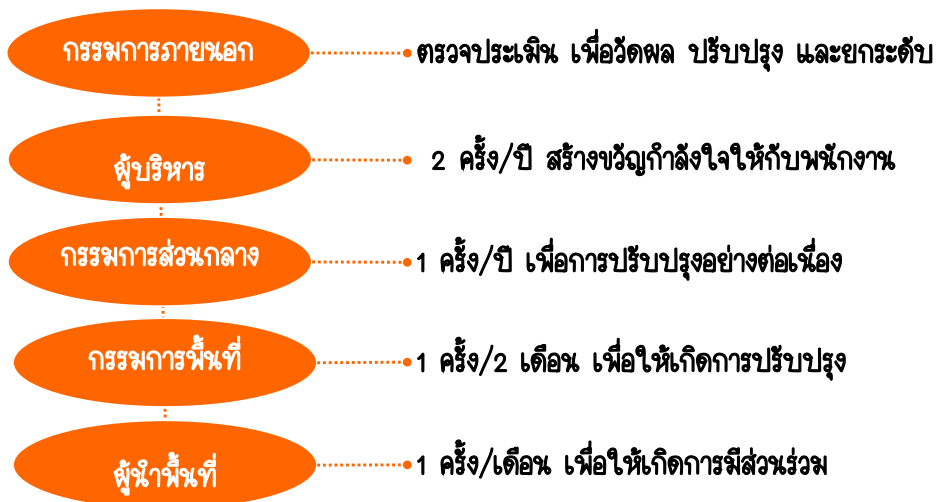 กรรมการภายนอก ตรวจประเมิน เพื่อวัดผล ปรับปรุง และยกระดับ
ผู้บริหาร 2 ครั้ง/ปี สร้างขวัญกำลังใจให้กับพนักงาน
กรรมการส่วนกลาง 1 ครั้ง/ปี เพื่อการปรับปรุงอย่างต่อเนื่อง
กรรมการพื้นที่ 1 ครั้ง/2 เดือน เพื่อให้เกิดการปรับปรุง
ผู้นำพื้นที่ 1 ครั้ง/เดือน เพื่อให้เกิดการมีส่วนร่วม